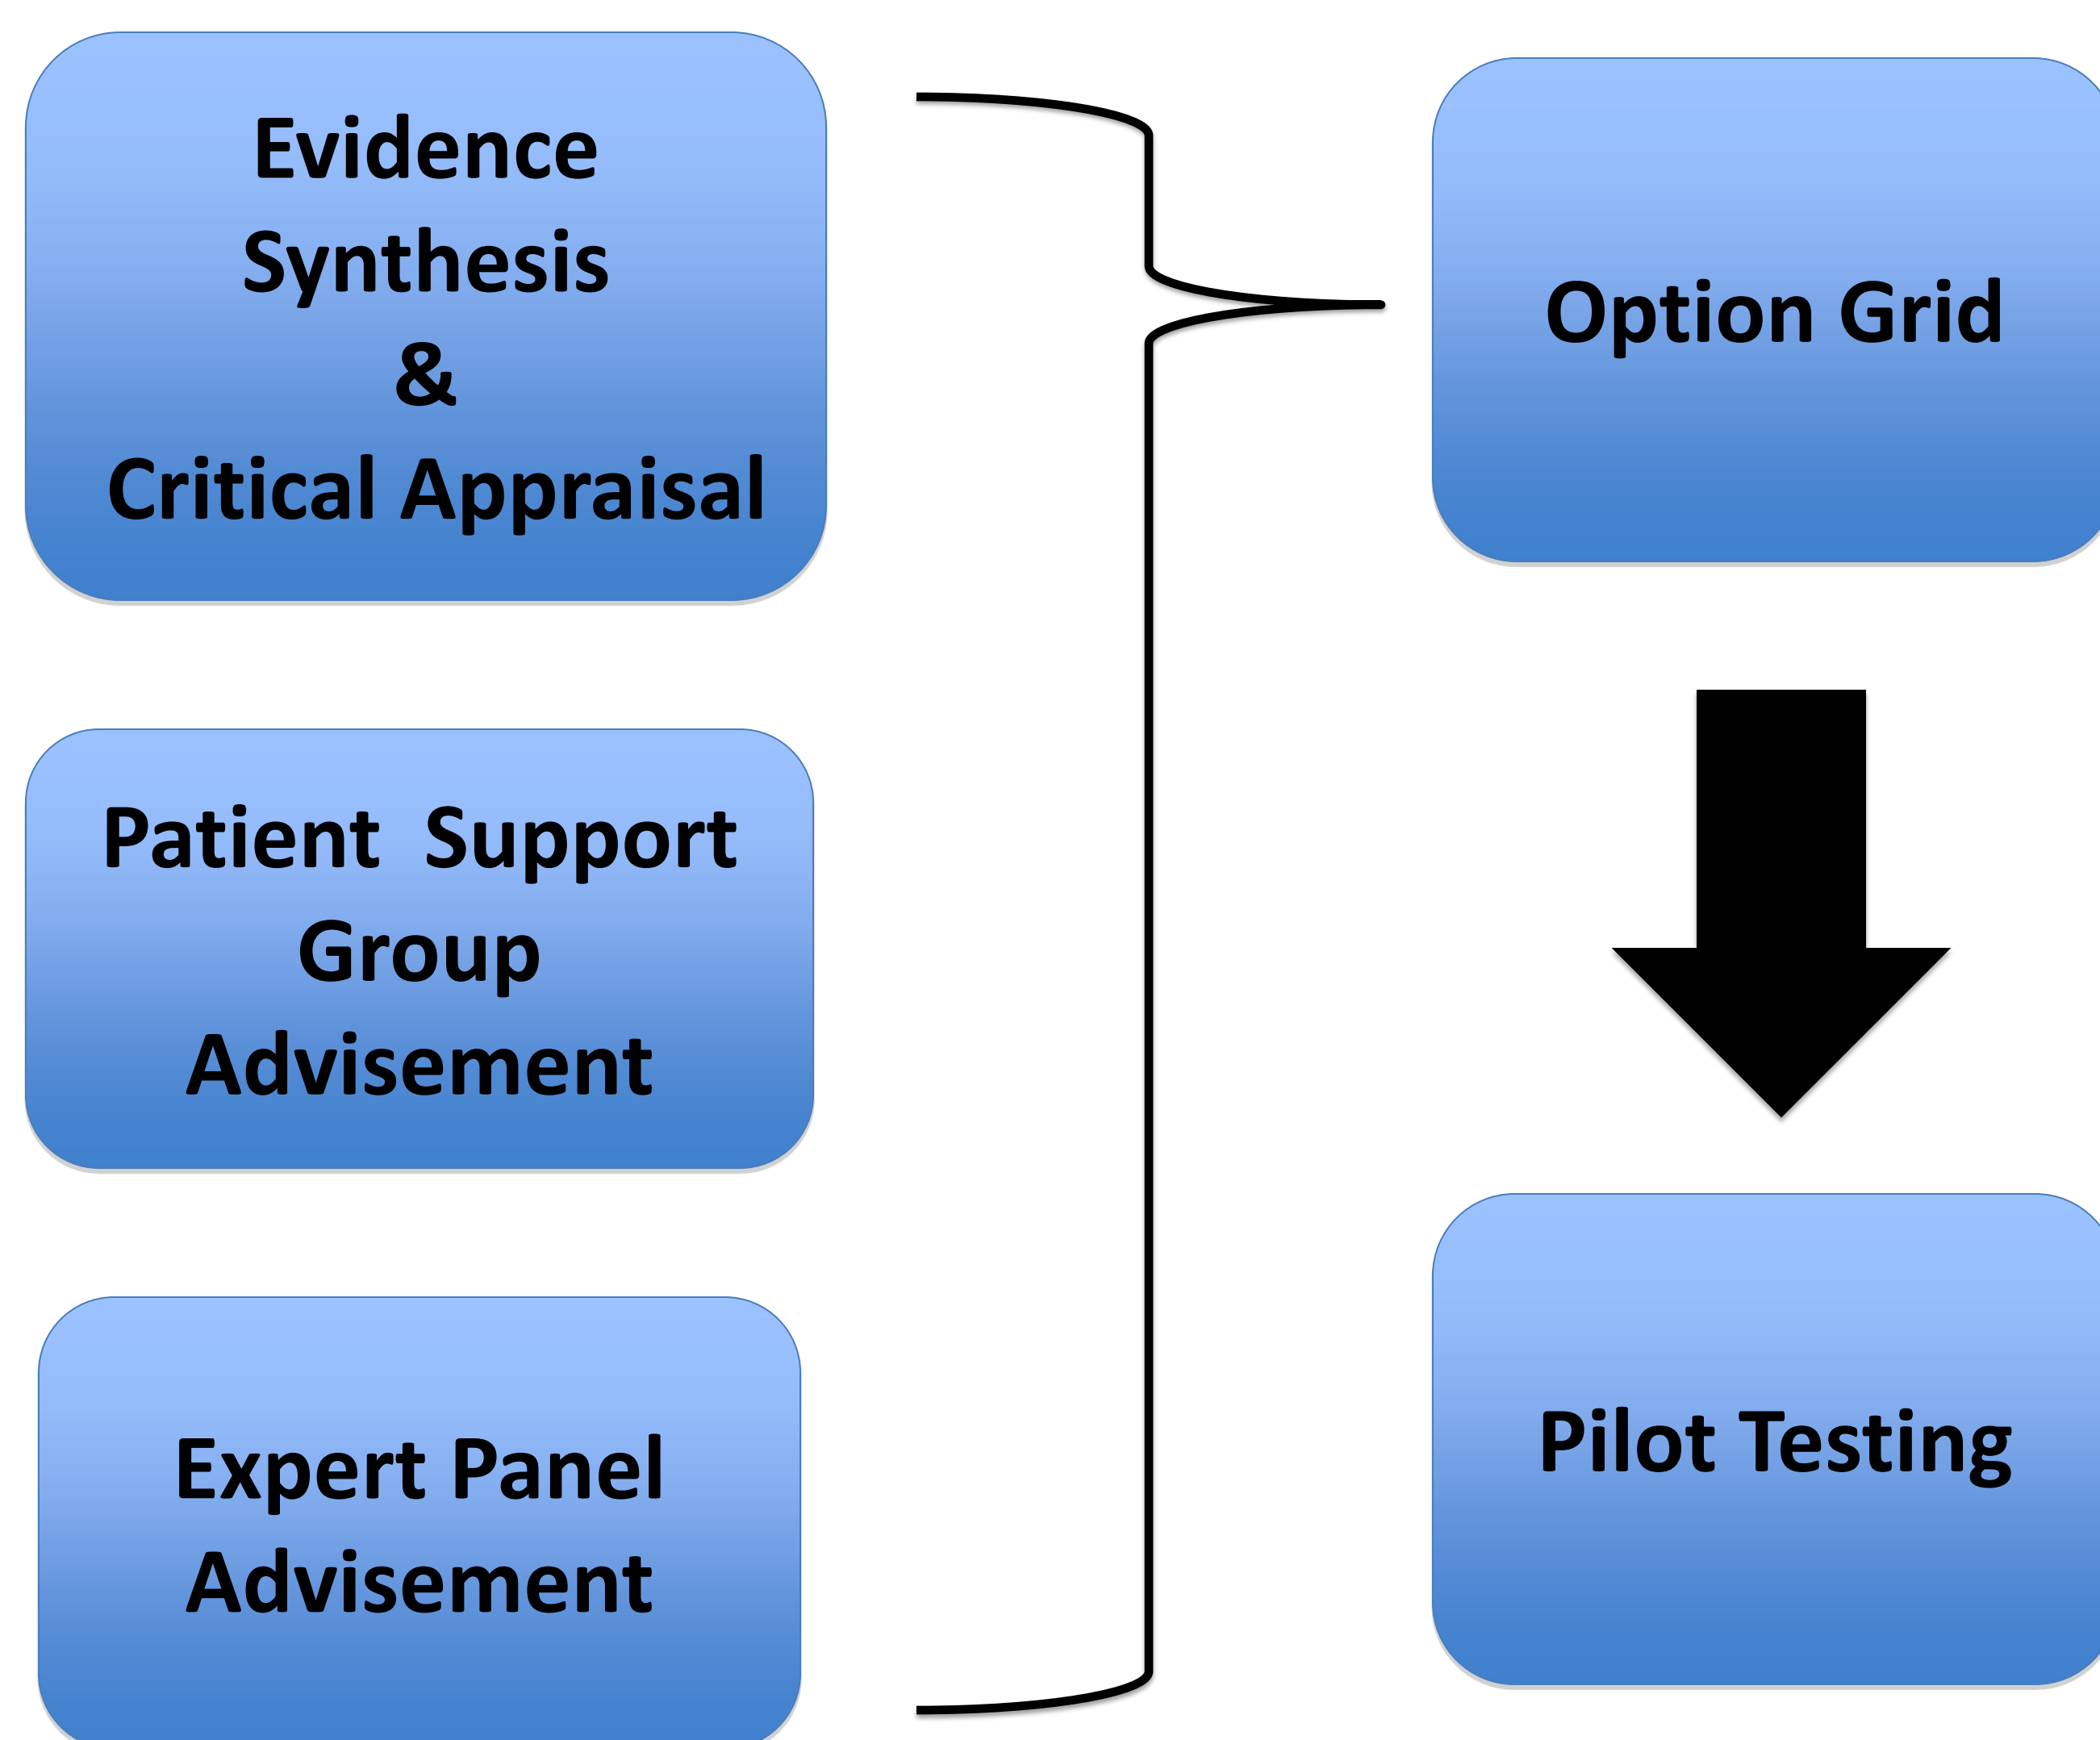 Evidence
Synthesis
&
Critical Appraisal
Patient Support
Group
Advisement
Expert Panel
Advisement
Option Grid
Pilot Testing